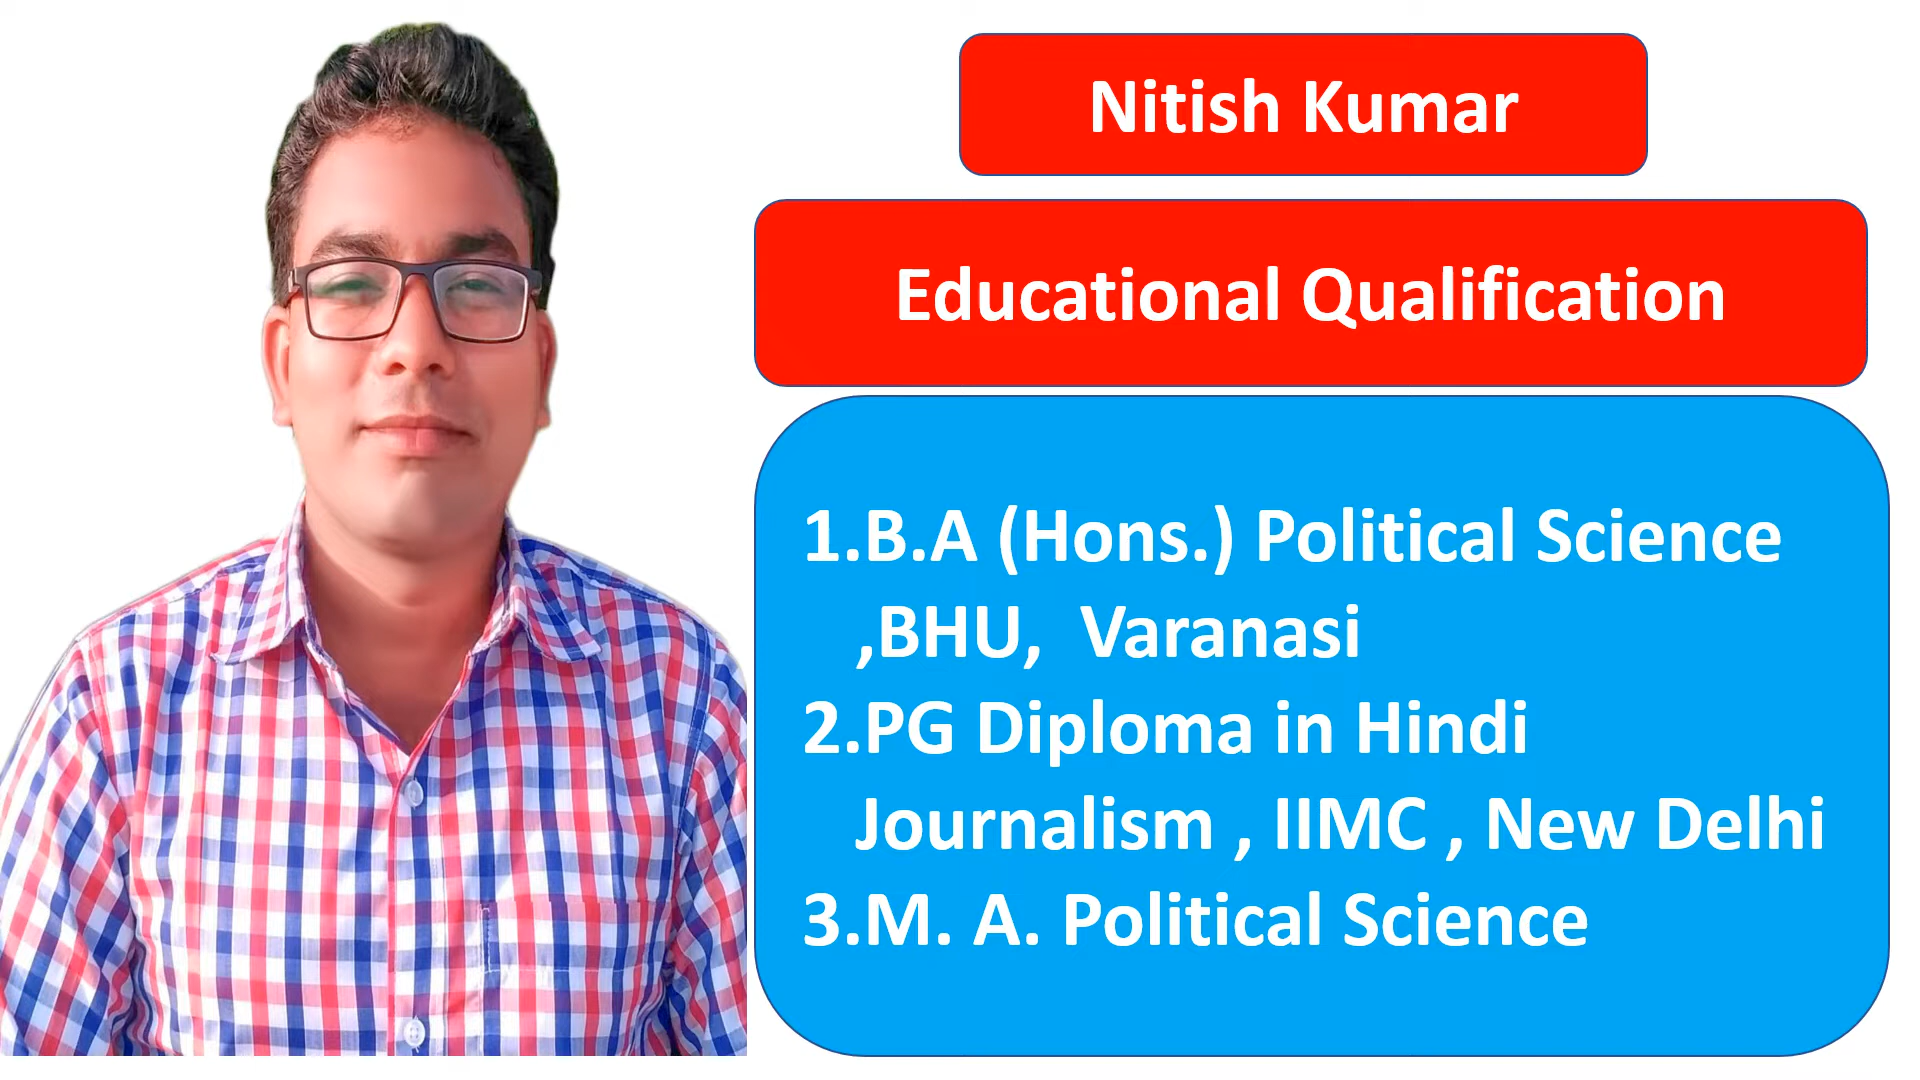 Nitish Kumar
Educational Qualification
1.B.A (Hons.) Political Science
,BHU,  Varanasi
2.PG Diploma in Hindi
Journalism , IIMC , New Delhi
3.M. A. Political Science